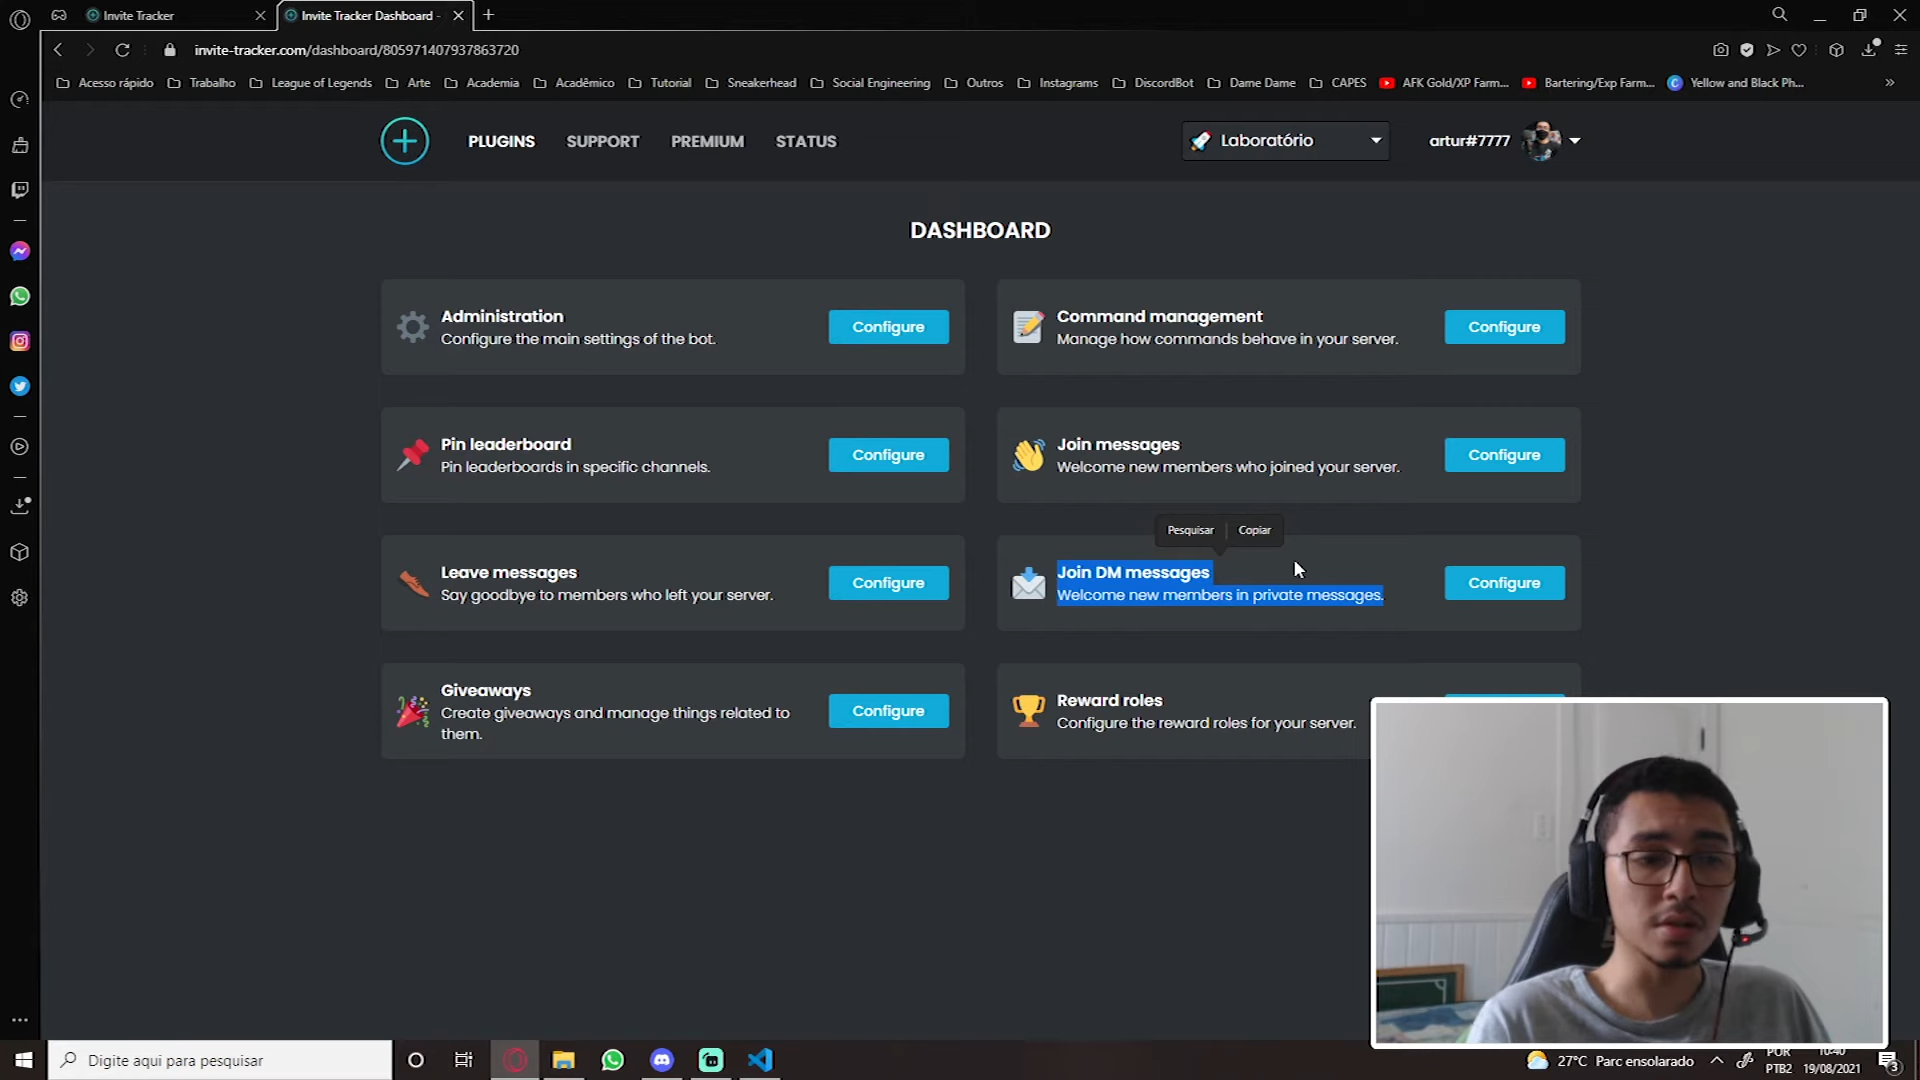 Invite Tracker
Invite Tracker Dashboard -
invite-tracker.com/dashboard/805971407937863720
Acesso rápido
Trabalho
League of Legends
Arte
Academia
Acadêmico
Tutorial
Sneakerhead
Social Engineering
Outros
Instagrams
DiscordBot
Dame Dame
CAPES
AFK Gold/XP Farm...
Bartering/Exp Farm...
Yellow and Black Ph...
PLUGINS
SUPPORT
PREMIUM
STATUS
Laboratório
artur#7777
DASHBOARD
Administration
Configure the main settings of the bot.
Configure
Command management
Manage how commands behave in your server.
Configure
Pin leaderboard
Pin leaderboards in specific channels.
Configure
Join messages
Welcome new members who joined your server.
Configure
Pesquisar
Copiar
Leave messages
Say goodbye to members who left your server.
Configure
Join DM messages
Welcome new members in private messages.
Configure
Giveaways
Create giveaways and manage things related to
them.
Configure
Reward roles
Configure the reward roles for your server.
Digite aqui para pesquisar
27°C Parc ensolarado
POR
PTB2
10:40
19/08/2021
3